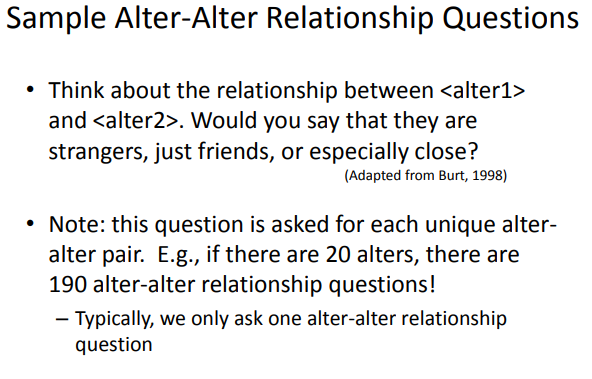 Sample Alter-Alter Relationship Questions
• Think about the relationship between <alter1>
and <alter2>. Would you say that they are
strangers, just friends, or especially close?
(Adapted from Burt, 1998)
• Note: this question is asked for each unique alter-
alter pair.  E.g., if there are 20 alters, there are
190 alter-alter relationship questions!
– Typically, we only ask one alter-alter relationship
question